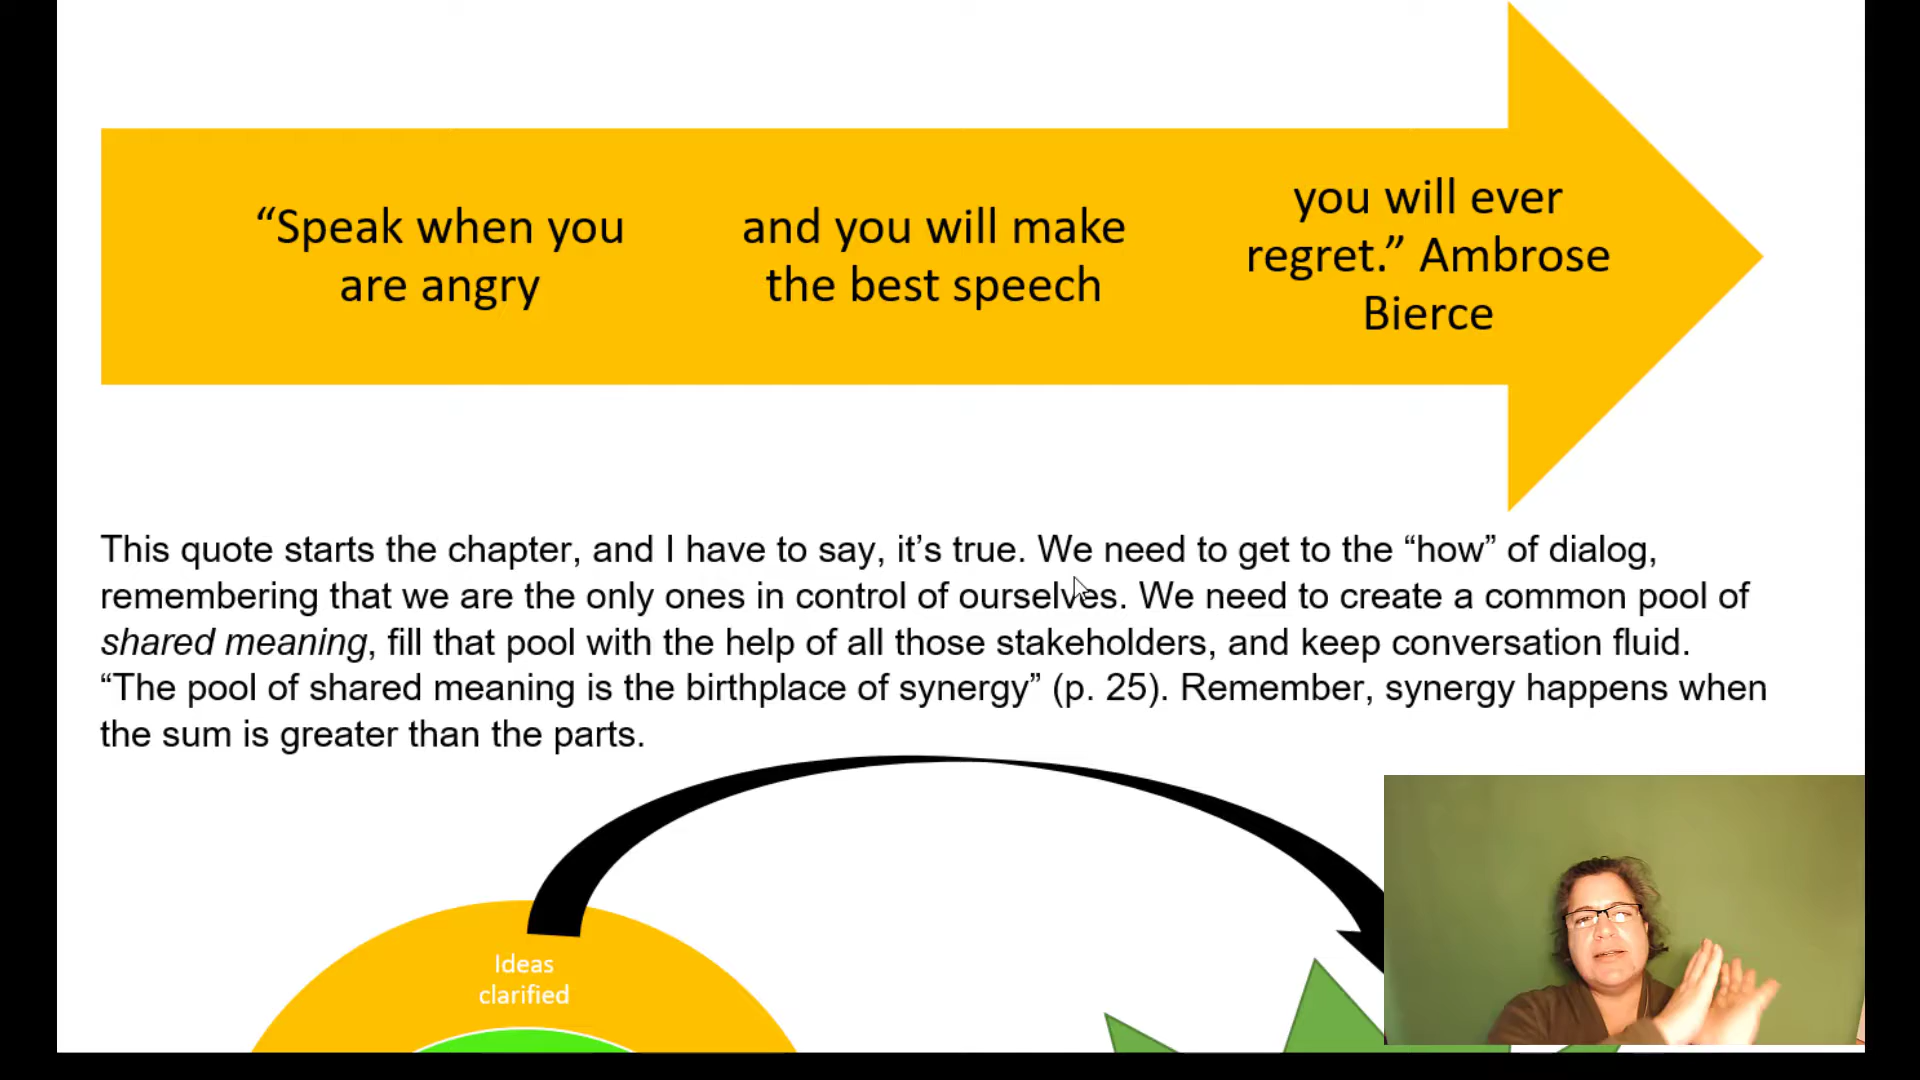 “Speak when you
are angry
and you will make
the best speech
you will ever
regret.” Ambrose
Bierce
This quote starts the chapter, and I have to say, it’s true. We need to get to the “how” of dialog,
remembering that we are the only ones in control of ourselves. We need to create a common pool of
shared meaning, fill that pool with the help of all those stakeholders, and keep conversation fluid.
“The pool of shared meaning is the birthplace of synergy” (p. 25). Remember, synergy happens when
the sum is greater than the parts.
Ideas
clarified